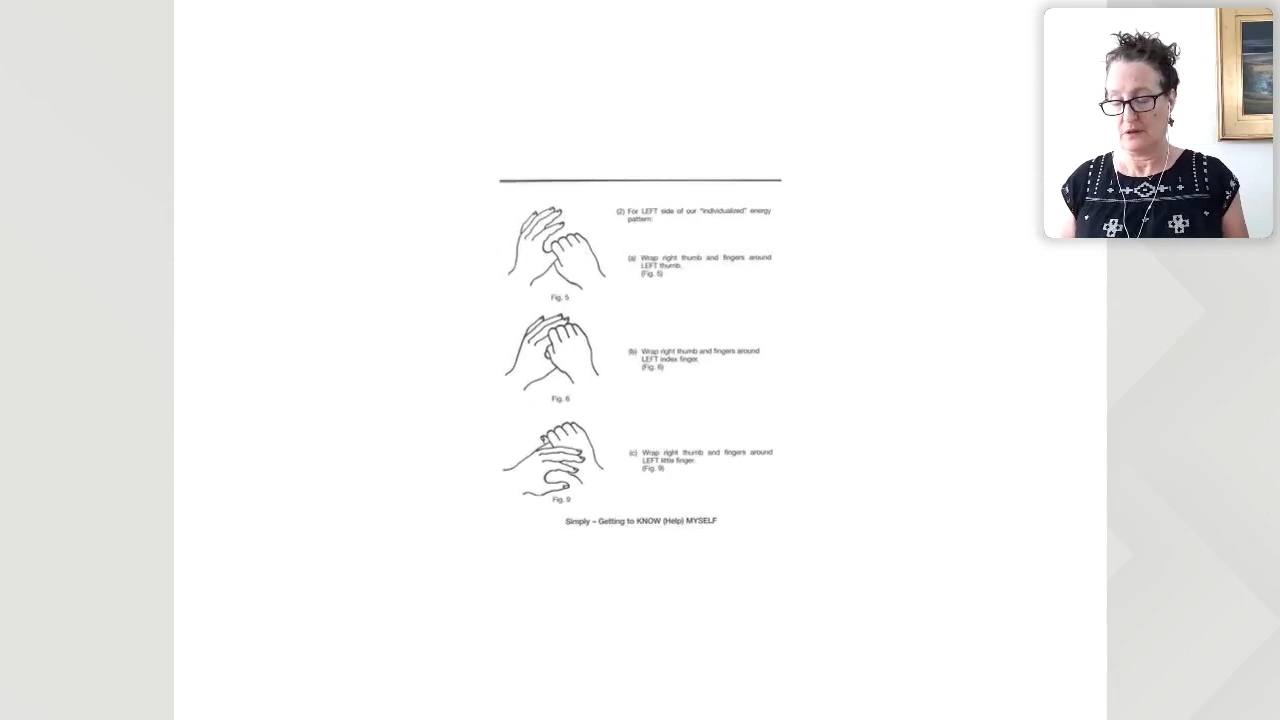 (2) For LEFT side of our "individualized" energy
pattern:
(a) Wrap right thumb and fingers around
LEFT thumb.
(Fig. 5)
Fig. 5
(b) Wrap right thumb and fingers around
LEFT index finger.
(Fig. 6)
Fig. 6
(c) Wrap right thumb and fingers around
LEFT little finger.
(Fig. 9)
Fig. 9
Simply – Getting to KNOW (Help) MYSELF